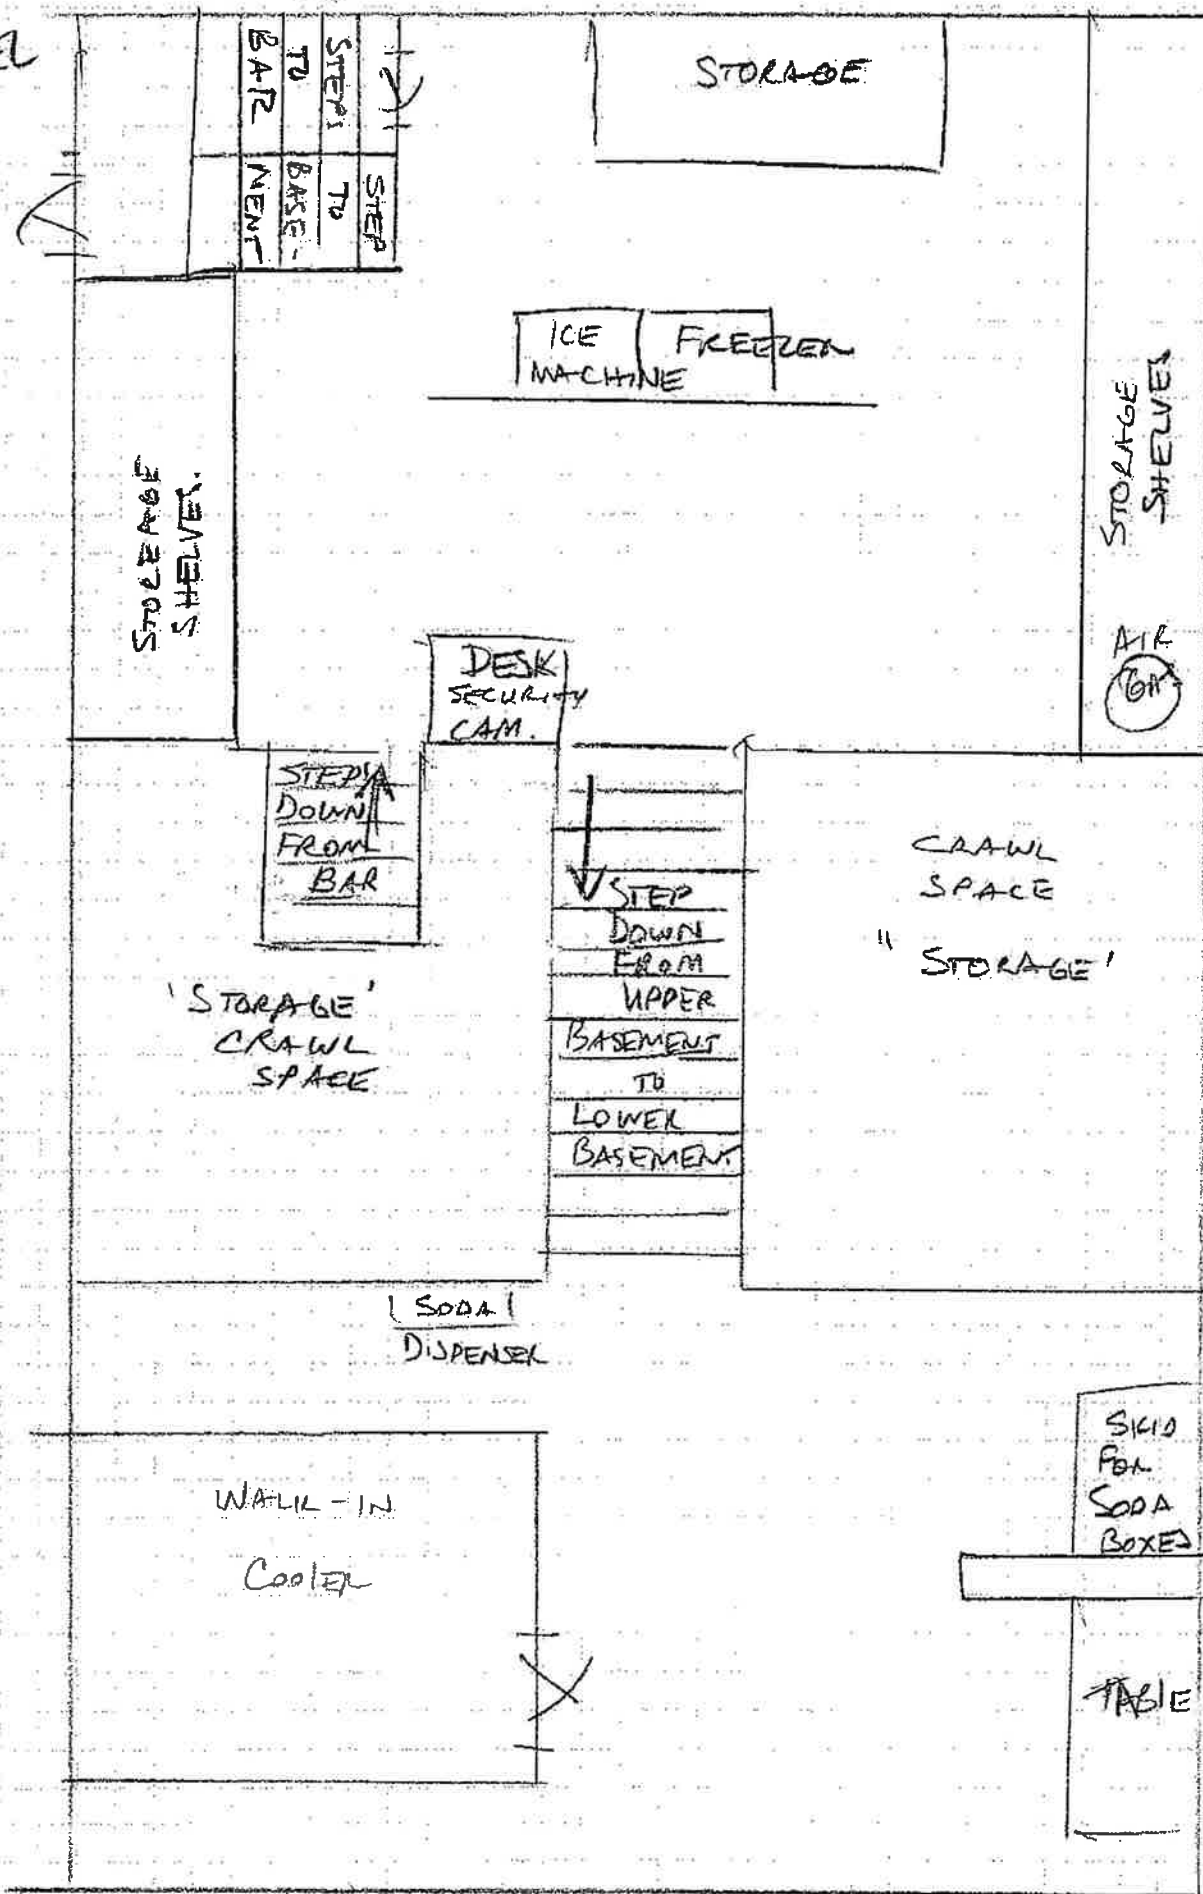 STORAGE
STEP
STEPS TO
TO BASE-
BAR MENT
ICE
MACHINE
FREEZER
STORAGE
SHELVES
STOREAGE
SHELVES.
AIR
DESK
SECURITY
CAM.
STEPS
DOWN
FROM
BAR
STEP
DOWN
FROM
UPPER
BASEMENT
TO
LOWER
BASEMENT
CRAWL
SPACE
"STORAGE'
'STORAGE'
CRAWL
SPACE
SODA
DISPENSER
SKID
FOR
SODA
BOXES
WALK-IN
COOlER
TABlE